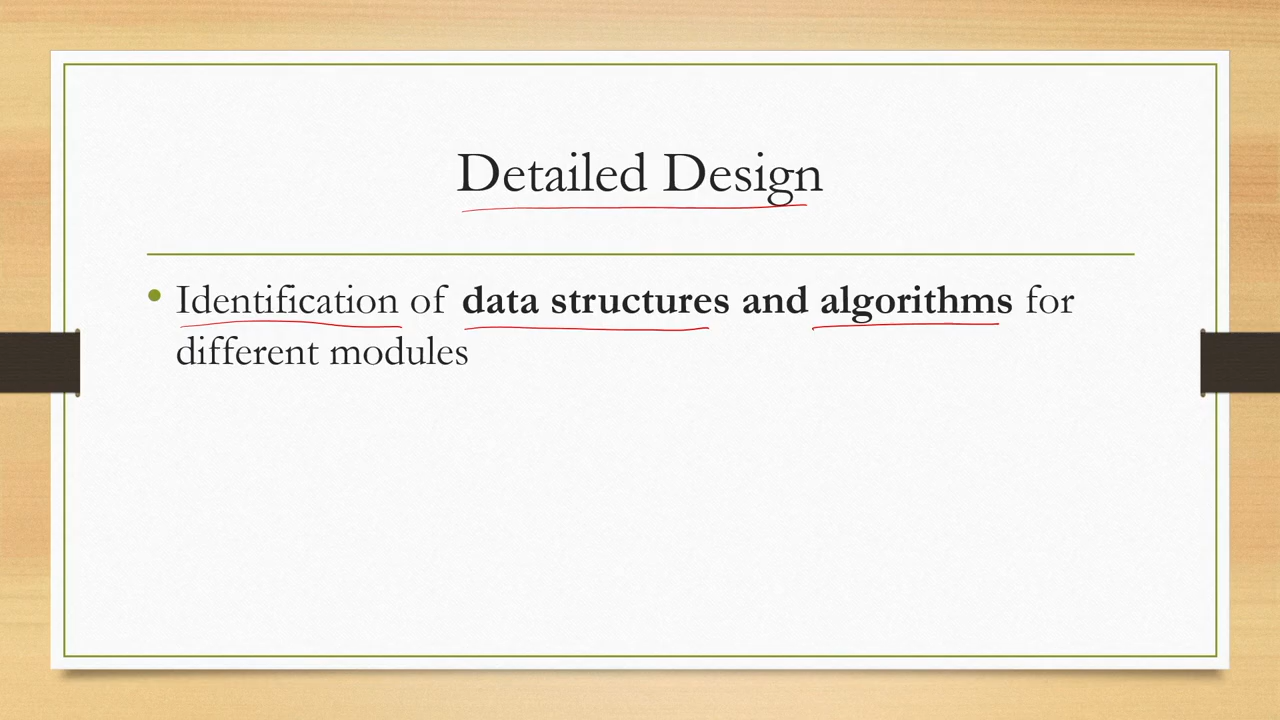 Detailed Design
• Identification of data structures and algorithms for
different modules